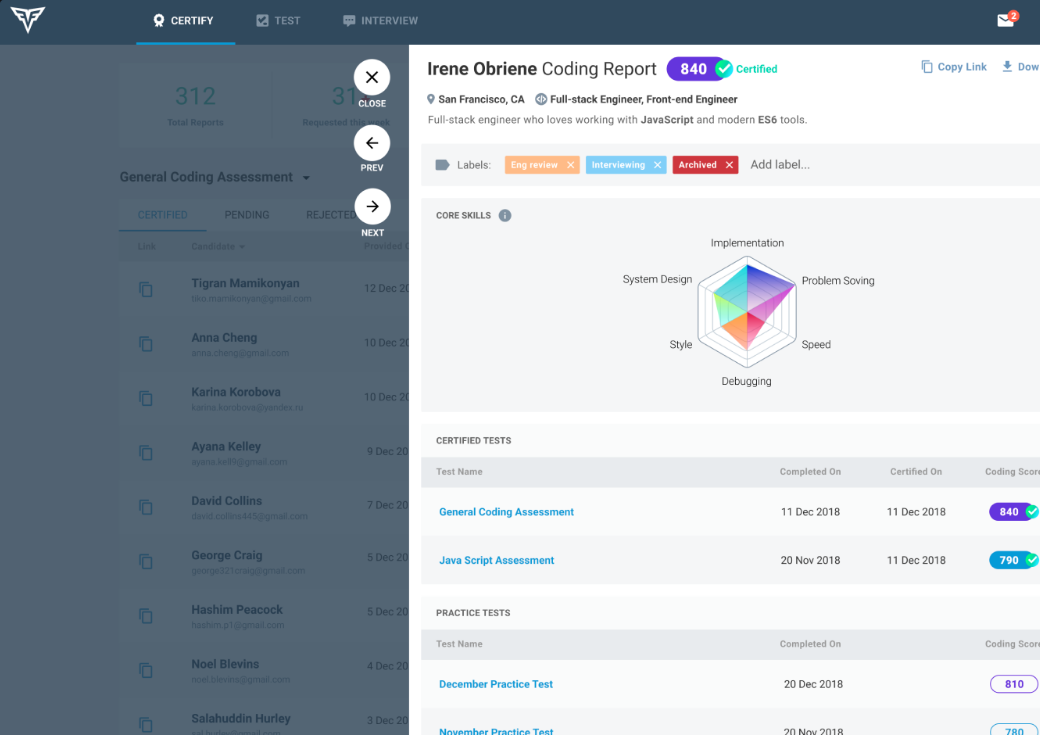 CERTIFY TEST INTERVIEW 2
312
Total Reports
Requested this week
General Coding Assessment
CERTIFIED PENDING REJECTED
Link Candidate Provided
Tigran Mamikonyan 12 Dec 20
tiko.mamikonyan@gmail.com
Anna Cheng 10 Dec 20
anna.cheng@gmail.com
Karina Korobova 10 Dec 20
karina.korobova@yandex.ru
Ayana Kelley 9 Dec 20
ayana.kell9@gmail.com
David Collins 7 Dec 20
david.collins445@gmail.com
George Craig 5 Dec 20
george321.craig@gmail.com
Hashim Peacock 5 Dec 20
hashim.p1@gmail.com
Noel Blevins 4 Dec 20
noel.blevins@gmail.com
Salahuddin Hurley 3 Dec 20
CLOSE
PREV
NEXT
Irene Obriene Coding Report 840 Certified Copy Link Dow
San Francisco, CA Full-stack Engineer, Front-end Engineer
Full-stack engineer who loves working with JavaScript and modern ES6 tools.
Labels: Eng review Interviewing Archived Add label...
CORE SKILLS
Implementation
System Design Problem Soving
Style Speed
Debugging
CERTIFIED TESTS
Test Name Completed On Certified On Coding Score
General Coding Assessment 11 Dec 2018 11 Dec 2018 840
Java Script Assessment 20 Nov 2018 11 Dec 2018 790
PRACTICE TESTS
Test Name Completed On Coding Score
December Practice Test 20 Dec 2018 810
November Practice Test 20 Nov 2018 780